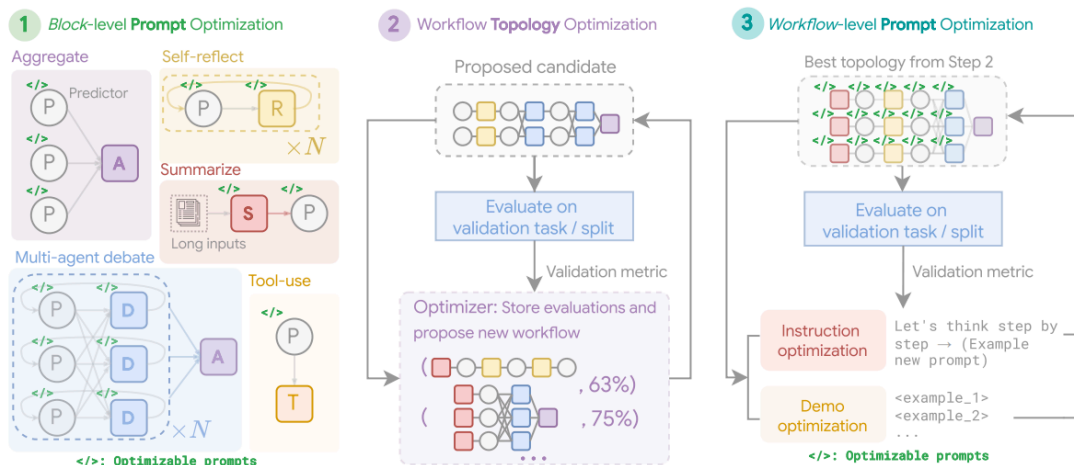 1 Block-level Prompt Optimization
Aggregate
</>
P
Predictor
</>
P
A
</>
P
Self-reflect
</> </>
P R
×N
Summarize
</> </>
S P
Long inputs
Multi-agent debate
</> </>
P D
</> </>
P D
A
</> </>
P D
×N
Tool-use
</>
P
T
</>: Optimizable prompts
2 Workflow Topology Optimization
Proposed candidate
Evaluate on
validation task / split
Validation metric
Optimizer: Store evaluations and
propose new workflow
( , 63%)
( , 75%)
...
3 Workflow-level Prompt Optimization
Best topology from Step 2
</> </> </> </> </>
</> </> </> </> </>
</> </> </> </> </>
Evaluate on
validation task / split
Validation metric
Instruction
optimization
Let's think step by
step → (Example
new prompt)
Demo
optimization
<example_1>
<example_2>
...
</>: Optimizable prompts